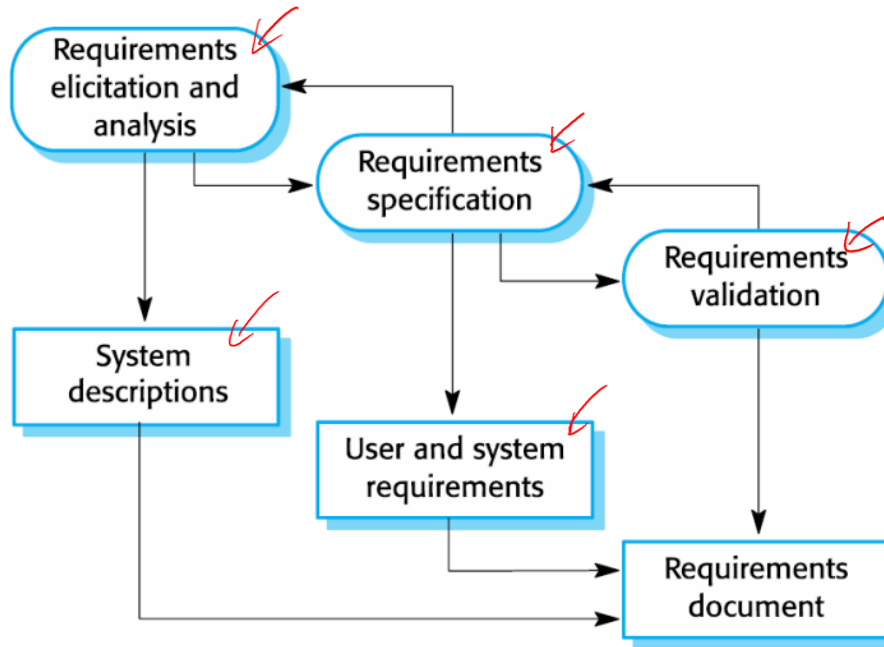 Requirements
elicitation and
analysis
Requirements
specification
Requirements
validation
System
descriptions
User and system
requirements
Requirements
document